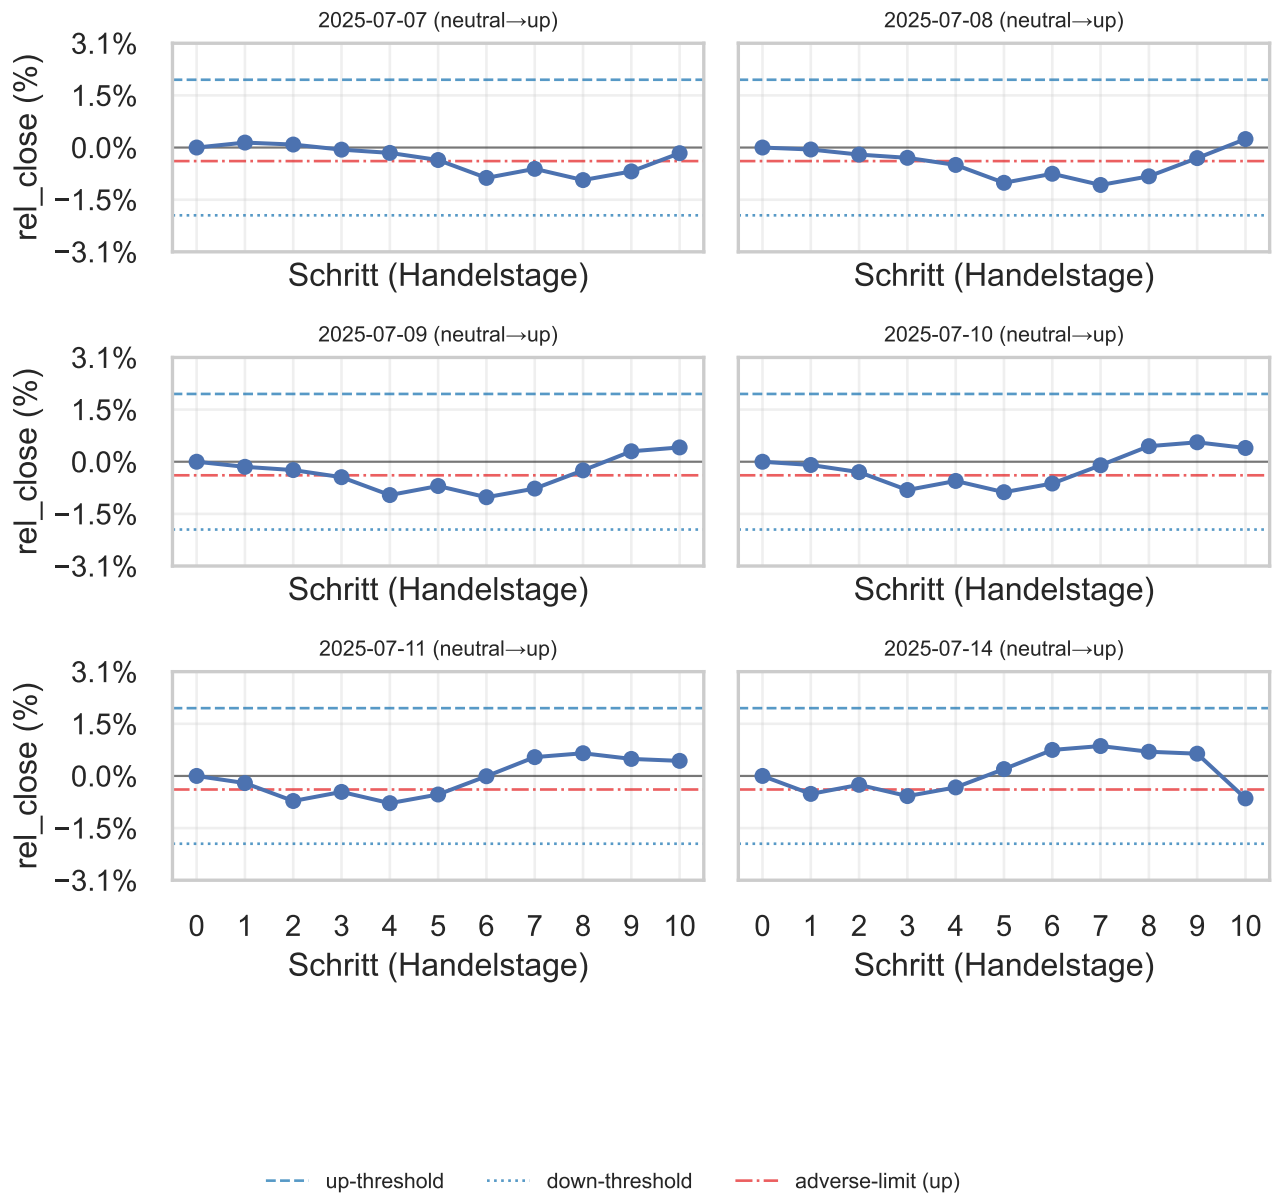 2025-07-07 (neutral→up)
2025-07-08 (neutral→up)
rel_close (%)
3.1%
1.5%
0.0%
−1.5%
−3.1%
Schritt (Handelstage)
Schritt (Handelstage)
2025-07-09 (neutral→up)
2025-07-10 (neutral→up)
rel_close (%)
3.1%
1.5%
0.0%
−1.5%
−3.1%
Schritt (Handelstage)
Schritt (Handelstage)
2025-07-11 (neutral→up)
2025-07-14 (neutral→up)
rel_close (%)
3.1%
1.5%
0.0%
−1.5%
−3.1%
0 1 2 3 4 5 6 7 8 9 10
0 1 2 3 4 5 6 7 8 9 10
Schritt (Handelstage)
Schritt (Handelstage)
up-threshold
down-threshold
adverse-limit (up)